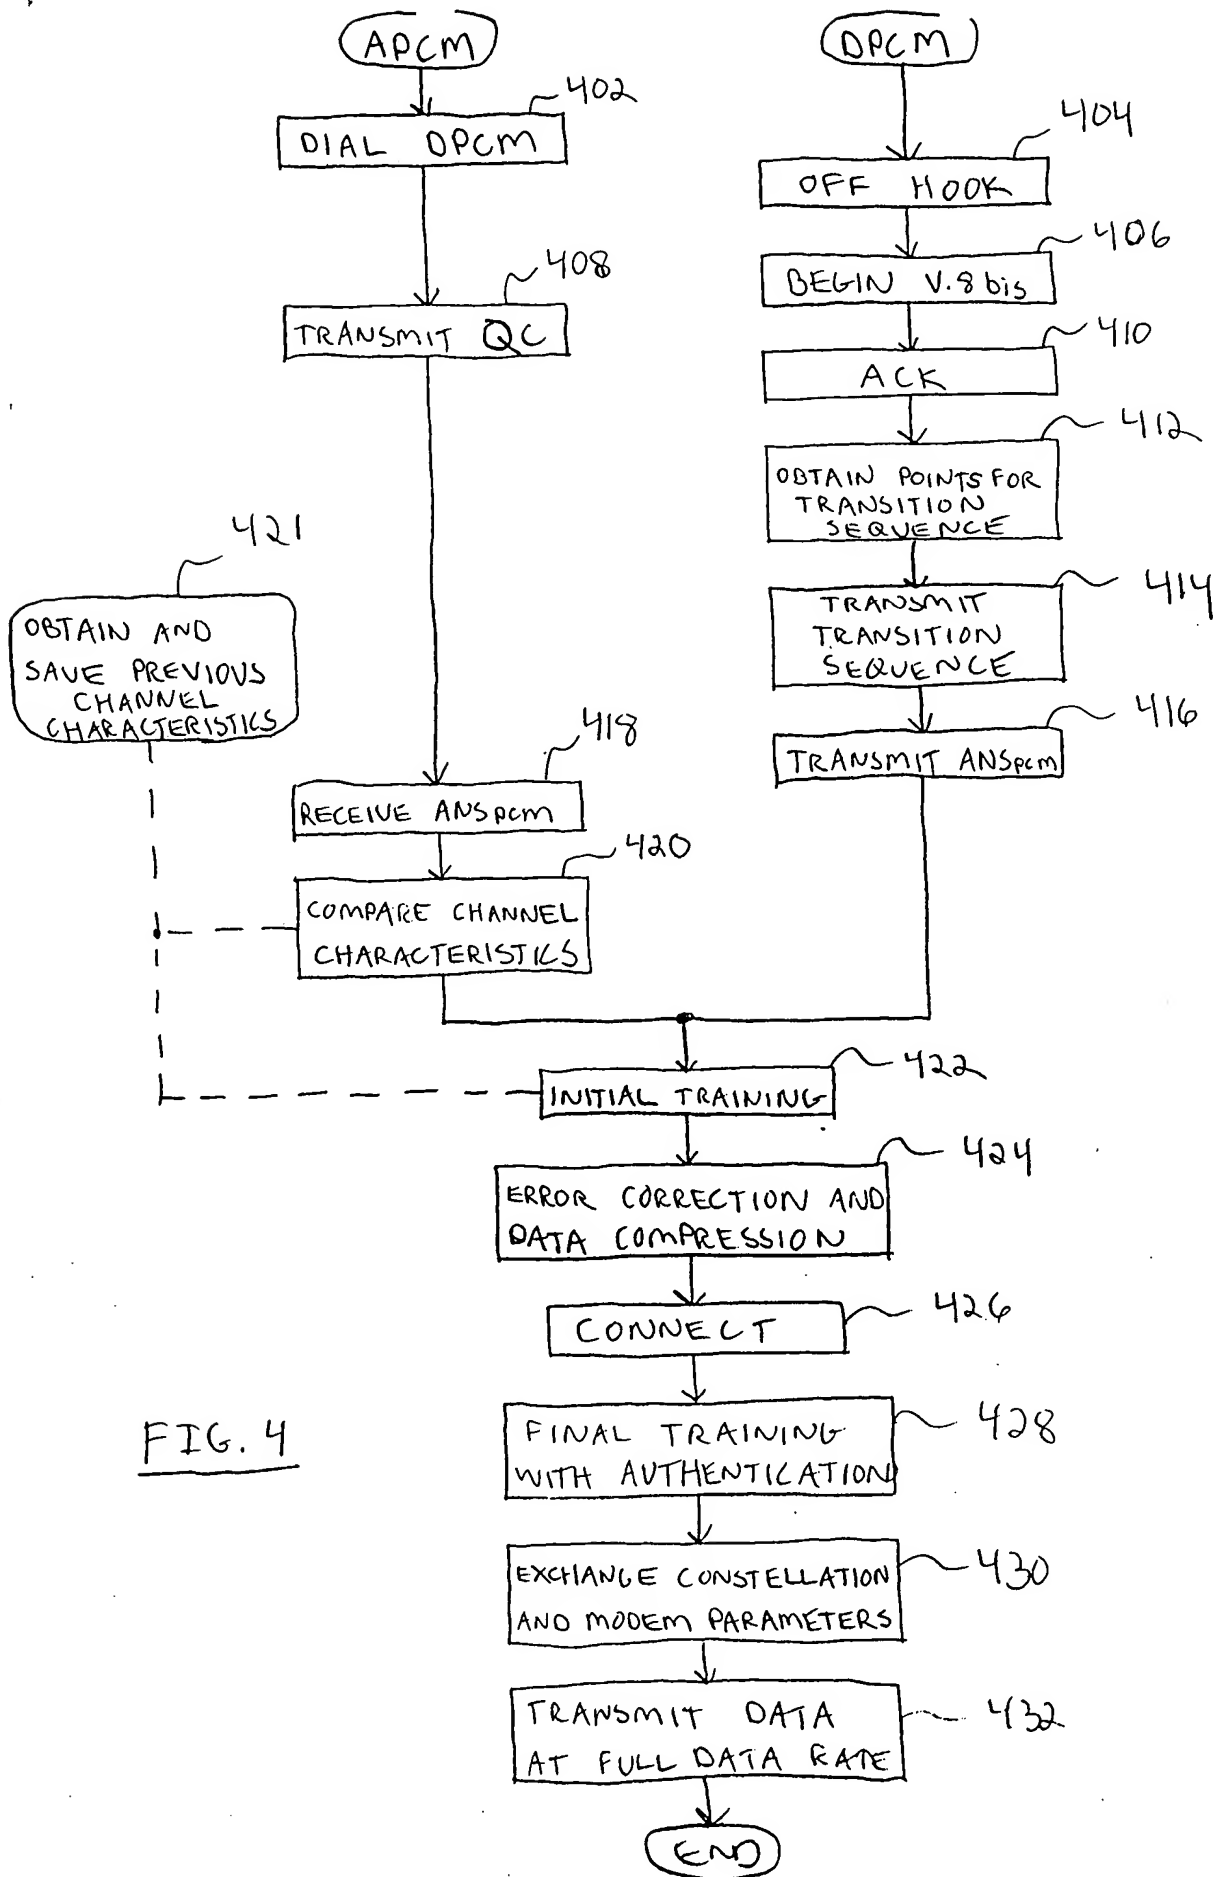 APCM
DPCM
402
DIAL DPCM
404
OFF HOOK
406
BEGIN V.8bis
408
TRANSMIT QC
410
ACK
412
OBTAIN POINTS FOR
TRANSITION
SEQUENCE
414
TRANSMIT
TRANSITION
SEQUENCE
416
TRANSMIT ANSpcm
421
OBTAIN AND
SAVE PREVIOUS
CHANNEL
CHARACTERISTICS
418
RECEIVE ANSpcm
420
COMPARE CHANNEL
CHARACTERISTICS
422
INITIAL TRAINING
424
ERROR CORRECTION AND
DATA COMPRESSION
426
CONNECT
428
FINAL TRAINING
WITH AUTHENTICATION
430
EXCHANGE CONSTELLATION
AND MODEM PARAMETERS
432
TRANSMIT DATA
AT FULL DATA RATE
END
FIG. 4